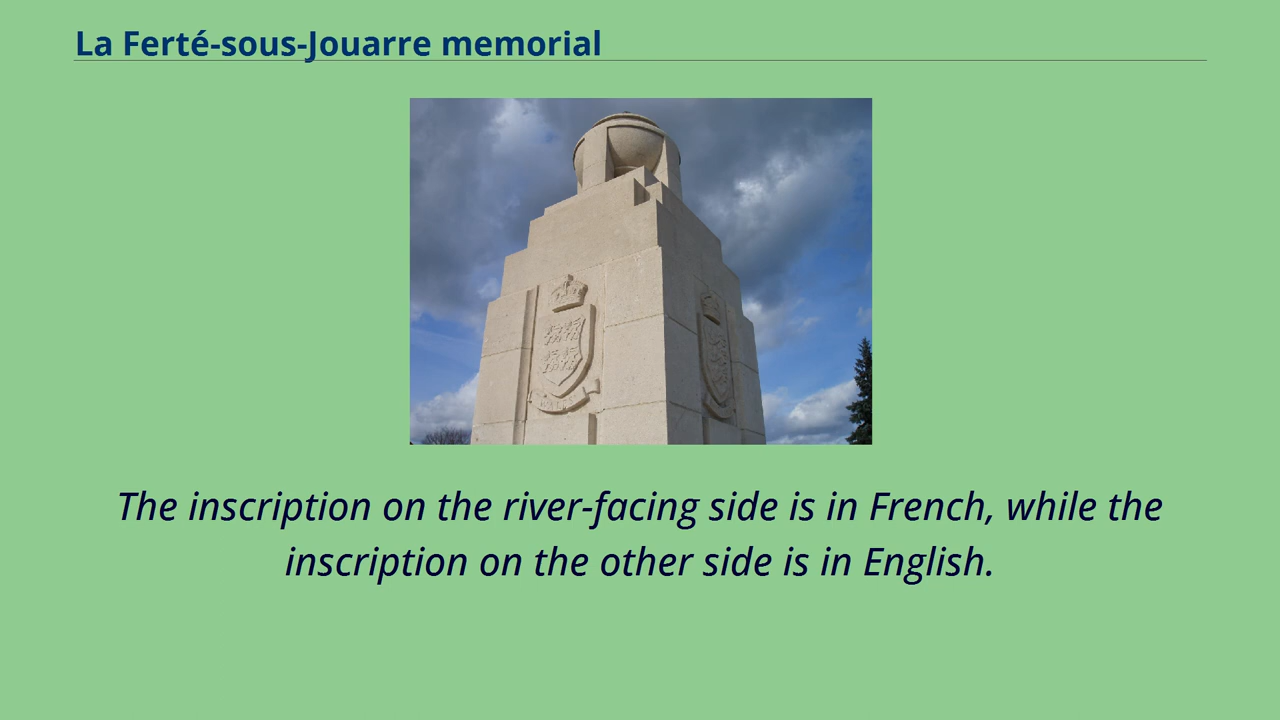 La Ferté-sous-Jouarre memorial
The inscription on the river-facing side is in French, while the
inscription on the other side is in English.